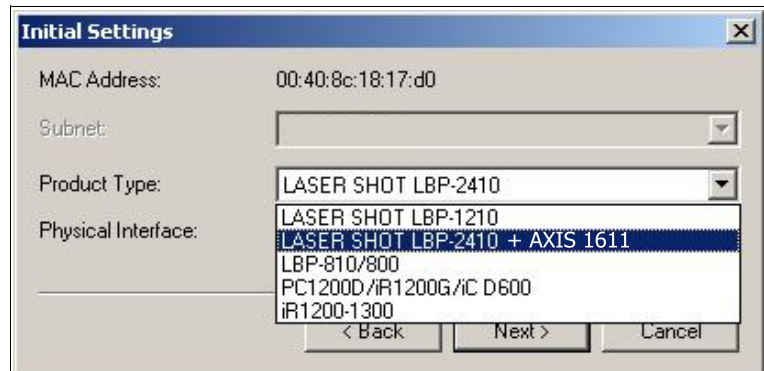 Initial Settings
MAC Address: 00:40:8c:18:17:d0
Subnet:
Product Type: LASER SHOT LBP-2410
LASER SHOT LBP-1210
Physical Interface: LASER SHOT LBP-2410 + AXIS 1611
LBP-810/800
PC1200D/iR1200G/iC D600
iR1200-1300
< Back Next > Cancel